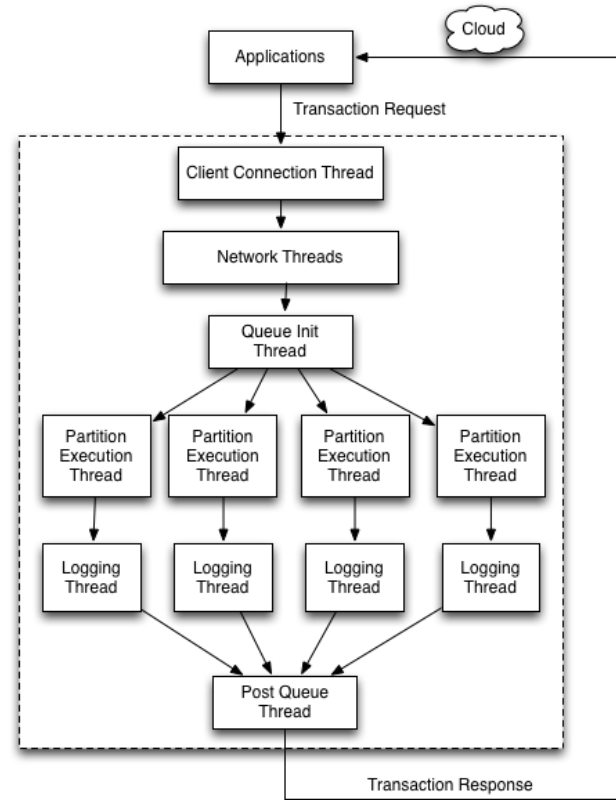 Cloud
Applications
Transaction Request
Client Connection Thread
Network Threads
Queue Init
Thread
Partition
Execution
Thread
Partition
Execution
Thread
Partition
Execution
Thread
Partition
Execution
Thread
Logging
Thread
Logging
Thread
Logging
Thread
Logging
Thread
Post Queue
Thread
Transaction Response